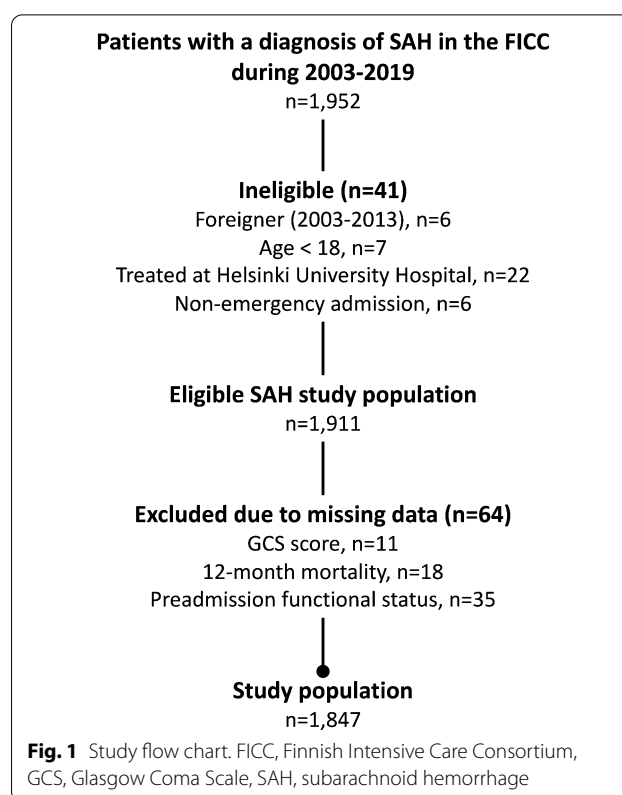 Patients with a diagnosis of SAH in the FICC
during 2003-2019
n=1,952
Ineligible (n=41)
Foreigner (2003-2013), n=6
Age < 18, n=7
Treated at Helsinki University Hospital, n=22
Non-emergency admission, n=6
Eligible SAH study population
n=1,911
Excluded due to missing data (n=64)
GCS score, n=11
12-month mortality, n=18
Preadmission functional status, n=35
Study population
n=1,847
Fig. 1 Study flow chart. FICC, Finnish Intensive Care Consortium,
GCS, Glasgow Coma Scale, SAH, subarachnoid hemorrhage